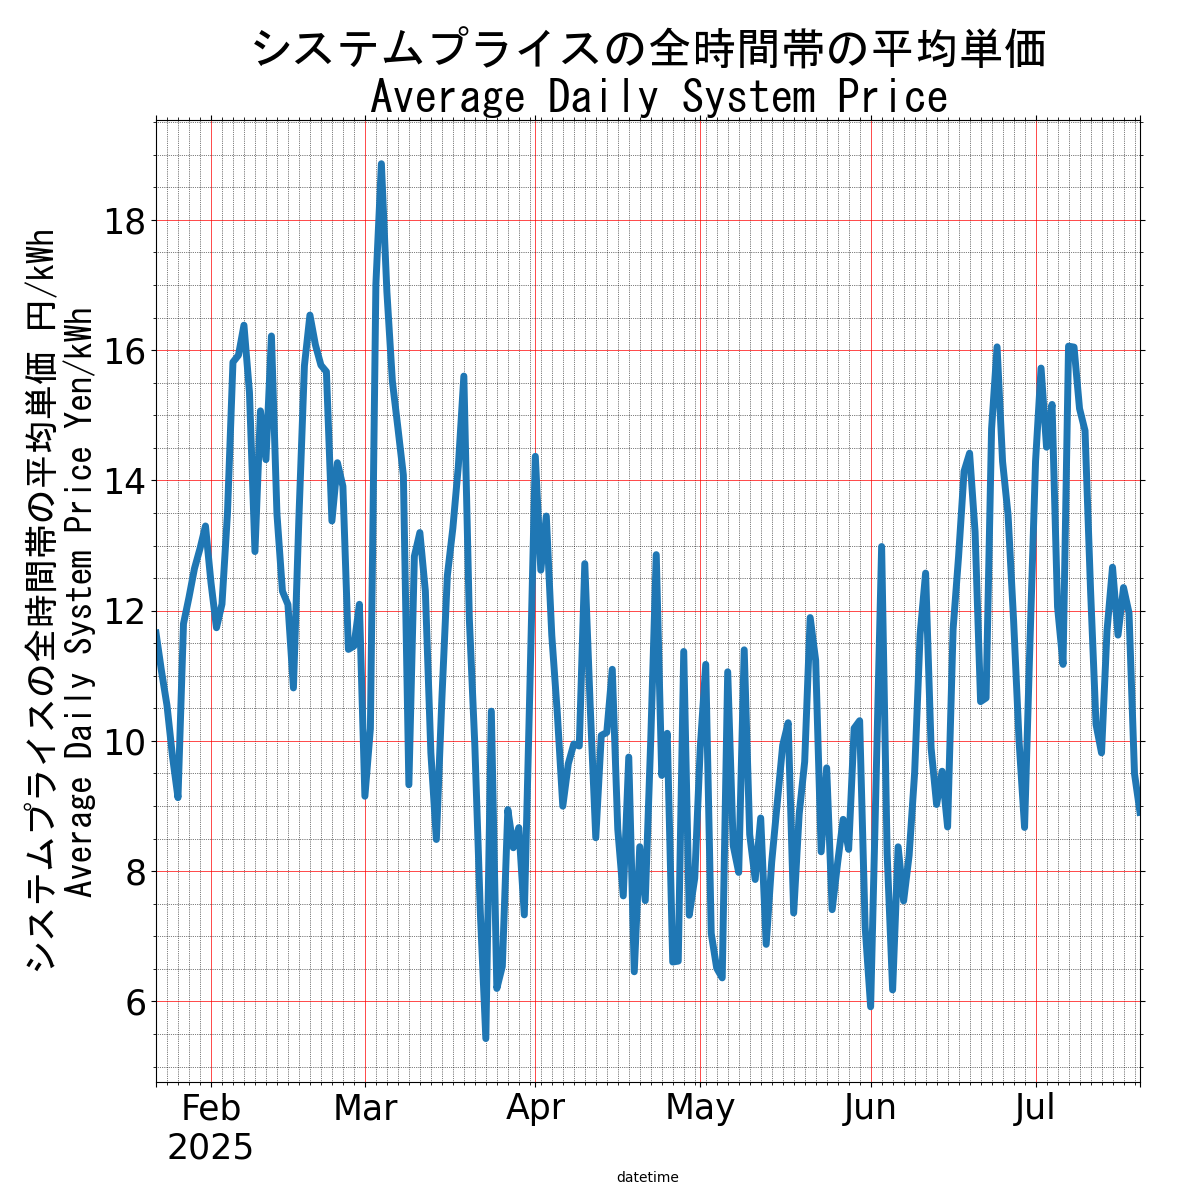 システムプライスの全時間帯の平均単価
Average Daily System Price
システムプライスの全時間帯の平均単価 円/kWh
Average Daily System Price Yen/kWh
18
16
14
12
10
8
6
Feb
2025
Mar
Apr
May
Jun
Jul
datetime